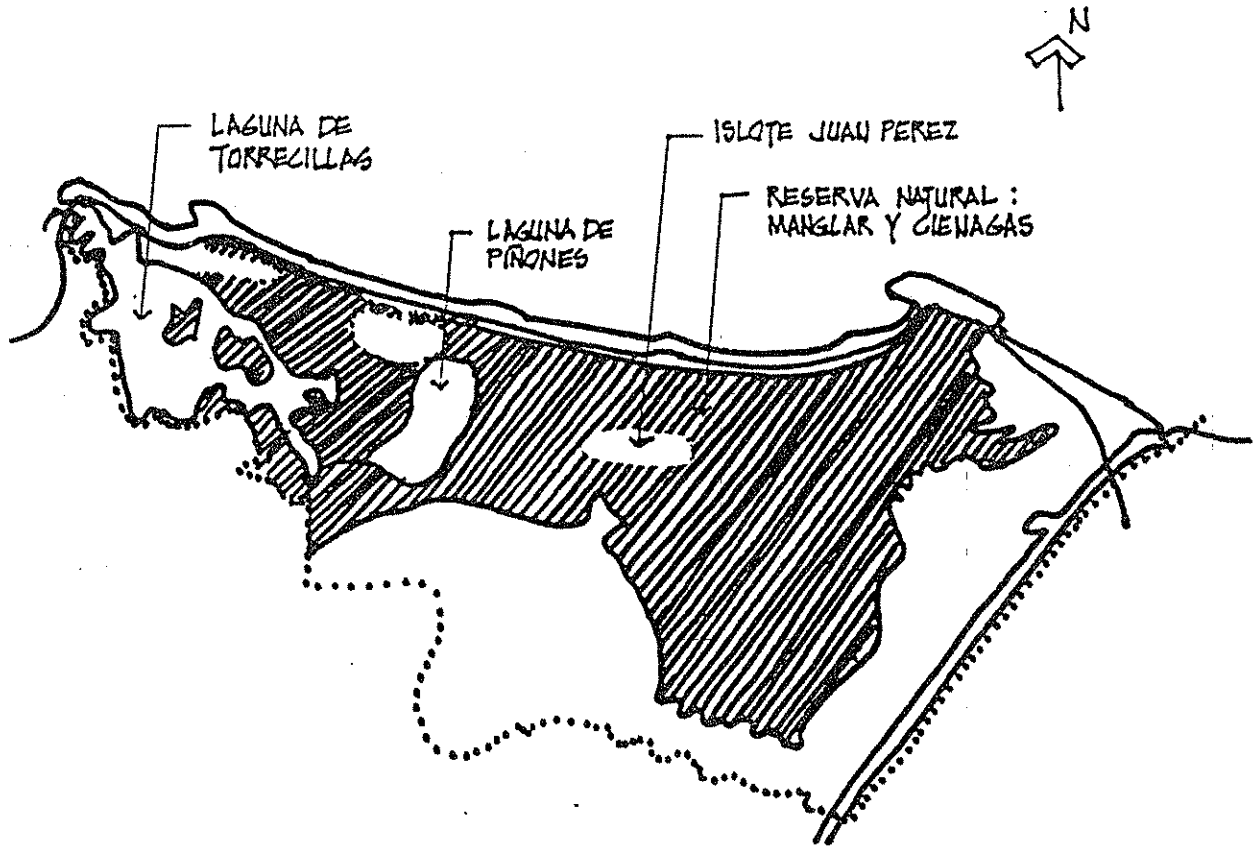 N
LAGUNA DE
TORRECILLAS
ISLOTE JUAN PEREZ
RESERVA NATURAL :
MANGLAR Y CIENAGAS
LAGUNA DE
PIÑONES